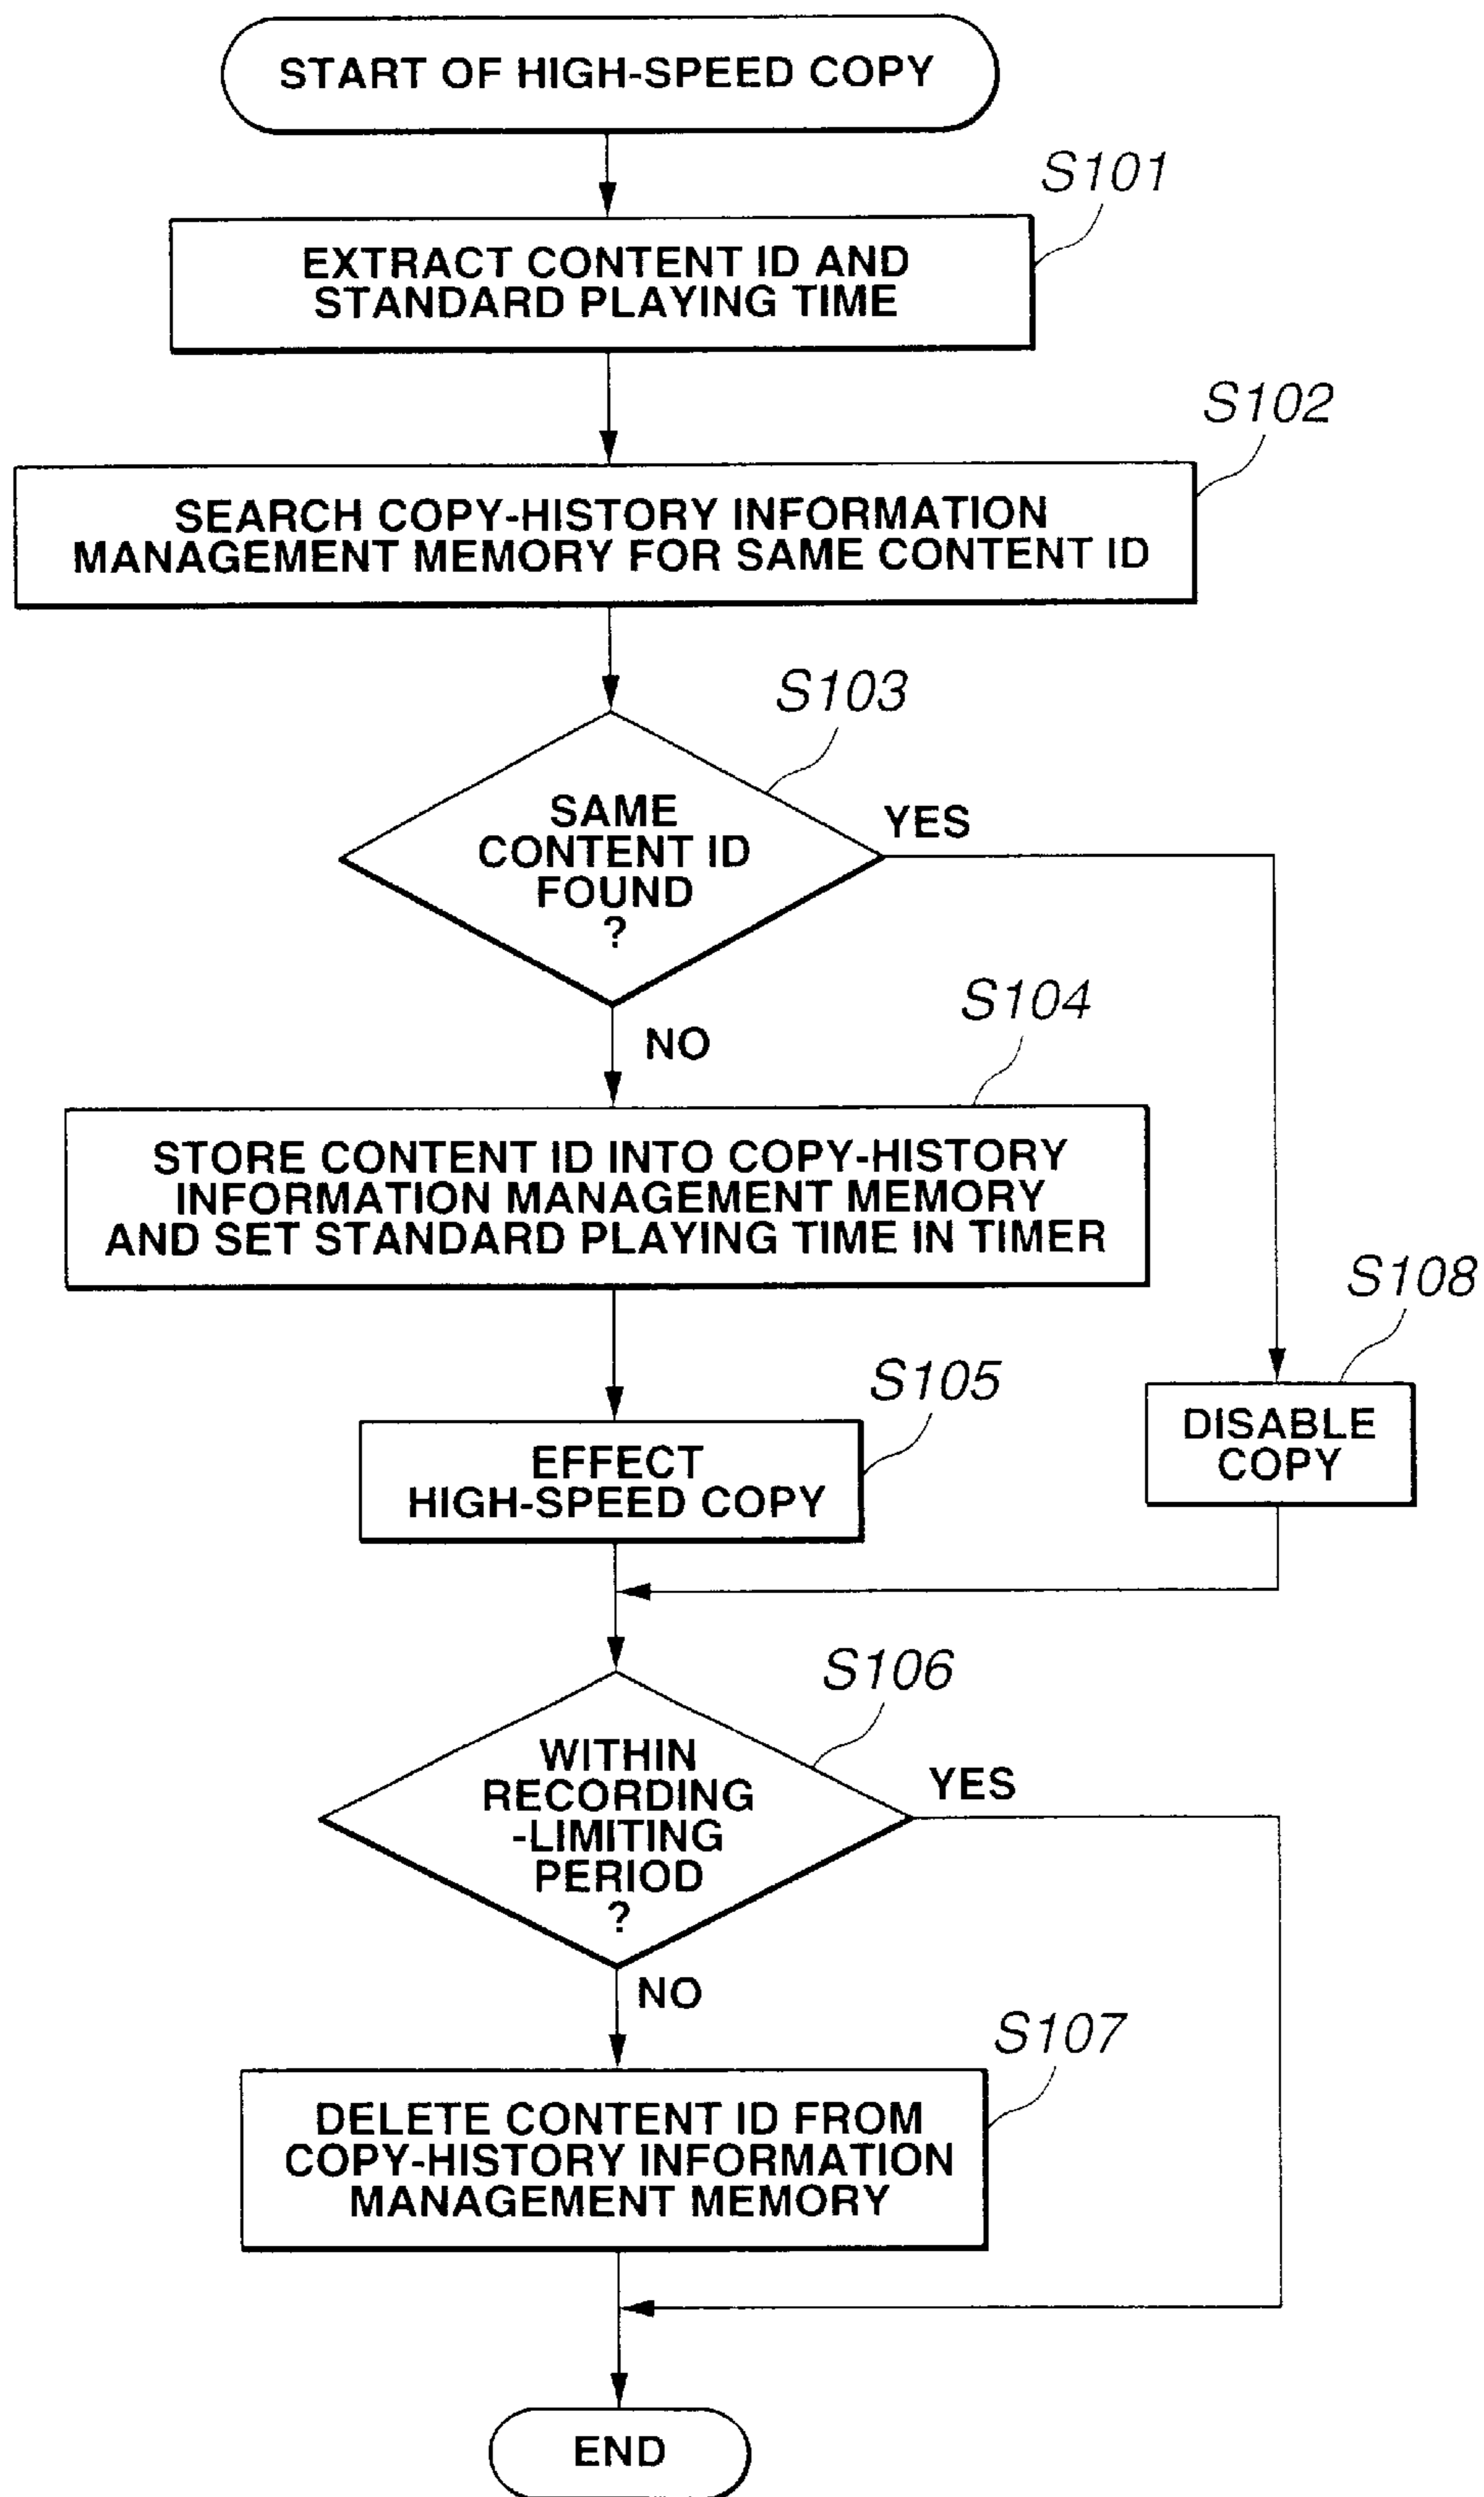 START OF HIGH-SPEED COPY
S101
EXTRACT CONTENT ID AND
STANDARD PLAYING TIME
S102
SEARCH COPY-HISTORY INFORMATION
MANAGEMENT MEMORY FOR SAME CONTENT ID
S103
SAME
CONTENT ID
FOUND
?
YES
NO
S104
STORE CONTENT ID INTO COPY-HISTORY
INFORMATION MANAGEMENT MEMORY
AND SET STANDARD PLAYING TIME IN TIMER
S108
DISABLE
COPY
S105
EFFECT
HIGH-SPEED COPY
S106
WITHIN
RECORDING
-LIMITING
PERIOD
?
YES
NO
S107
DELETE CONTENT ID FROM
COPY-HISTORY INFORMATION
MANAGEMENT MEMORY
END